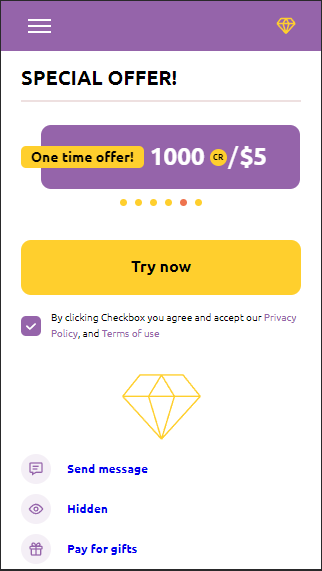 SPECIAL OFFER!
One time offer! 1000 CR/$5
Try now
By clicking Checkbox you agree and accept our Privacy
Policy, and Terms of use
Send message
Hidden
Pay for gifts